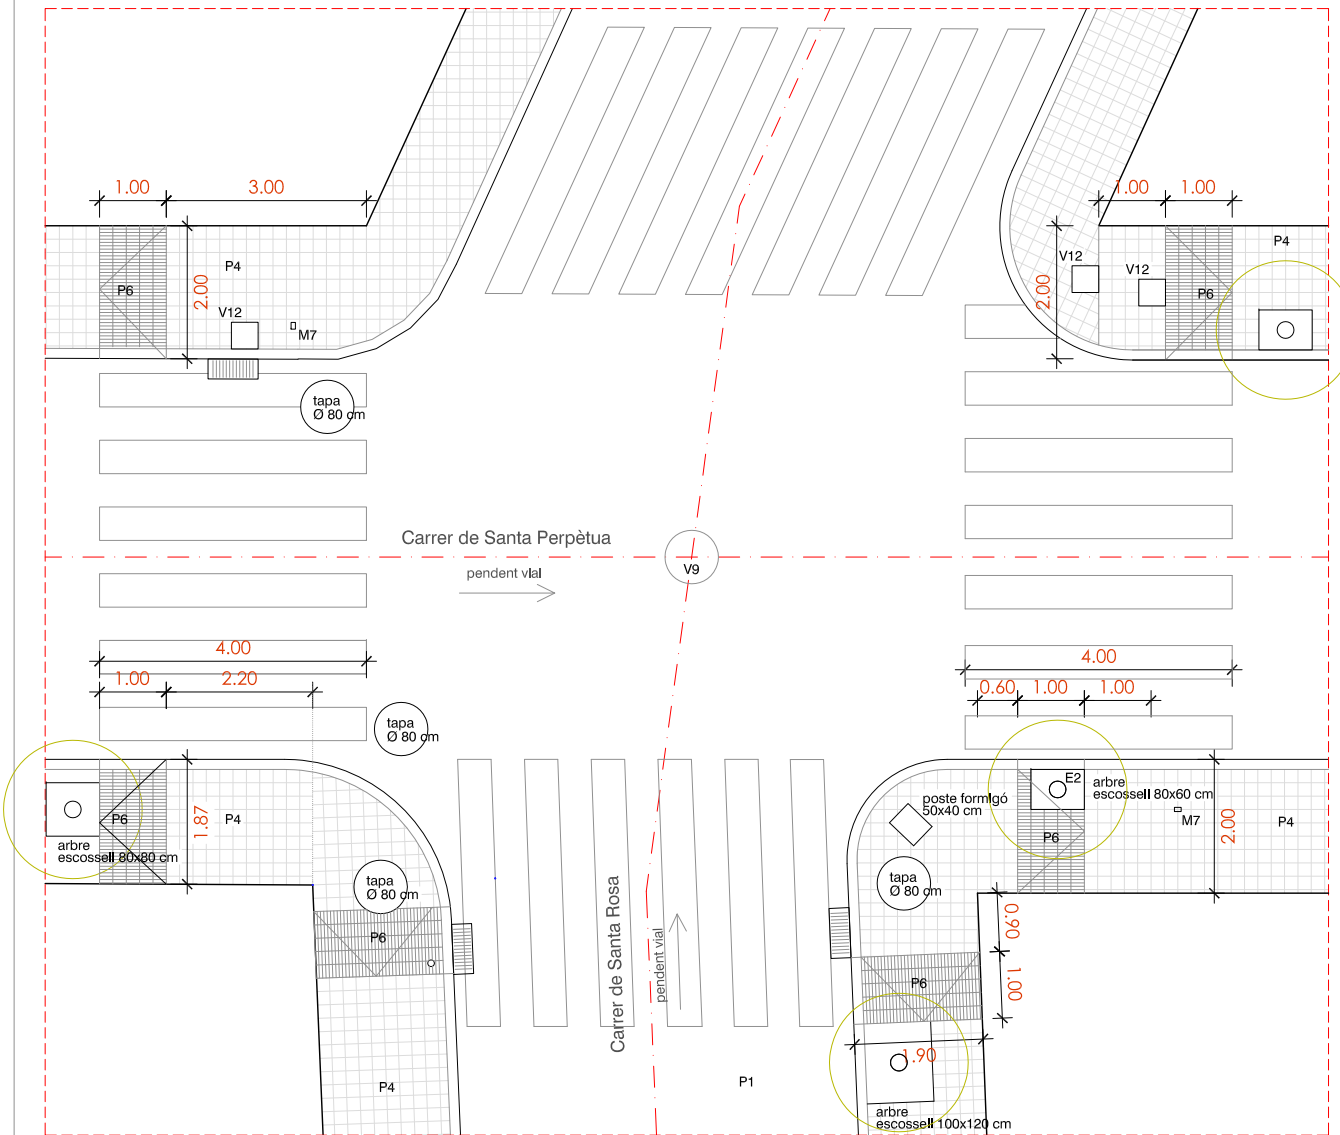 1.00
3.00
1.00
1.00
P4
V12
V12
P4
P6
2.00
2.00
P6
V12
M7
tapa
Ø 80 cm
Carrer de Santa Perpètua
pendent vial
V9
4.00
1.00
2.20
4.00
0.60
1.00
1.00
tapa
Ø 80 cm
P6
1.87
P4
arbre
escossell 80x80 cm
E2
arbre
escossell 80x60 cm
poste formigó
50x40 cm
M7
P6
2.00
P4
tapa
Ø 80 cm
tapa
Ø 80 cm
P6
Carrer de Santa Rosa
pendent vial
0.90
P6
1.00
1.90
P4
P1
arbre
escossell 100x120 cm